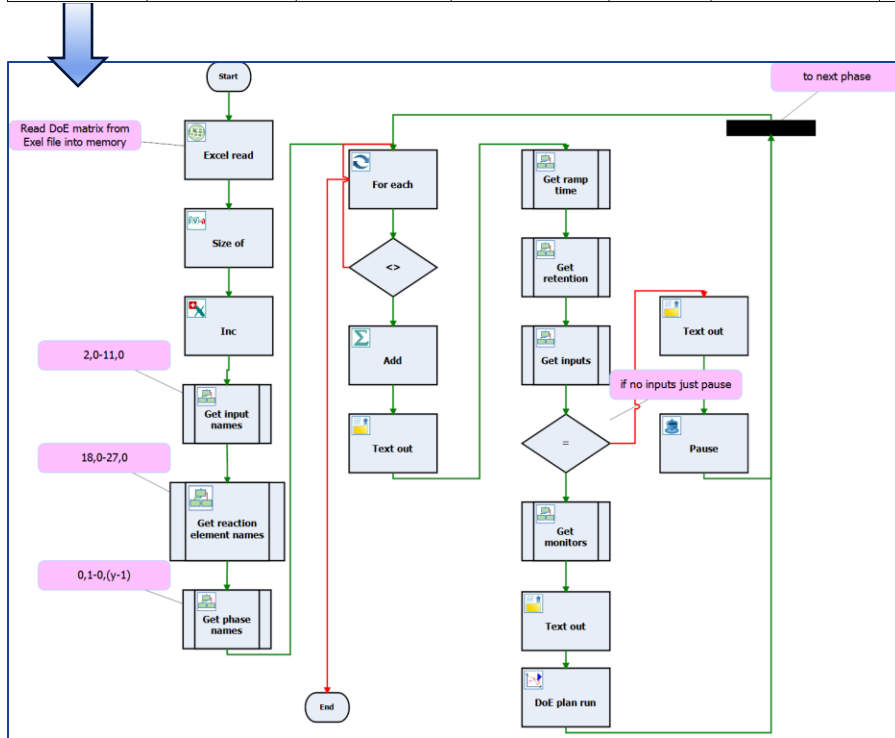 Start
to next phase
Read DoE matrix from
Exel file into memory
Excel read
For each
Get ramp
time
Size of
<>
Get
retention
Inc
Add
Get inputs
Text out
2,0-11,0
if no inputs just pause
Get input
names
Text out
=
Pause
18,0-27,0
Get reaction
element names
Get
monitors
0,1-0,(y-1)
Get phase
names
Text out
DoE plan run
End